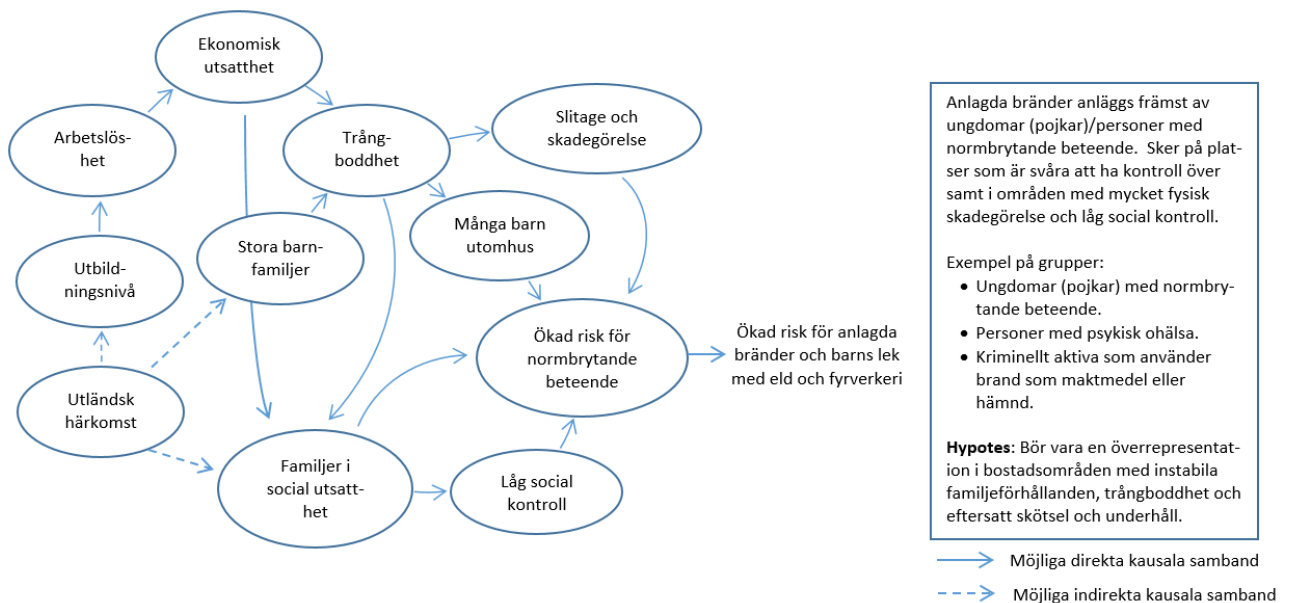 Ekonomisk
utsatthet
Arbetslös-
het
Trång-
boddhet
Slitage och
skadegörelse
Utbild-
ningsnivå
Stora barn-
familjer
Många barn
utomhus
Utländsk
härkomst
Ökad risk för
normbrytande
beteende
Ökad risk för anlagda
bränder och barns lek
med eld och fyrverkeri
Familjer i
social utsatt-
het
Låg social
kontroll
Anlagda bränder anläggs främst av
ungdomar (pojkar)/personer med
normbrytande beteende. Sker på plat-
ser som är svåra att ha kontroll över
samt i områden med mycket fysisk
skadegörelse och låg social kontroll.
Exempel på grupper:
• Ungdomar (pojkar) med normbry-
tande beteende.
• Personer med psykisk ohälsa.
• Kriminellt aktiva som använder
brand som maktmedel eller
hämnd.
Hypotes: Bör vara en överrepresentat-
ion i bostadsområden med instabila
familjeförhållanden, trångboddhet och
eftersatt skötsel och underhåll.
Möjliga direkta kausala samband
Möjliga indirekta kausala samband